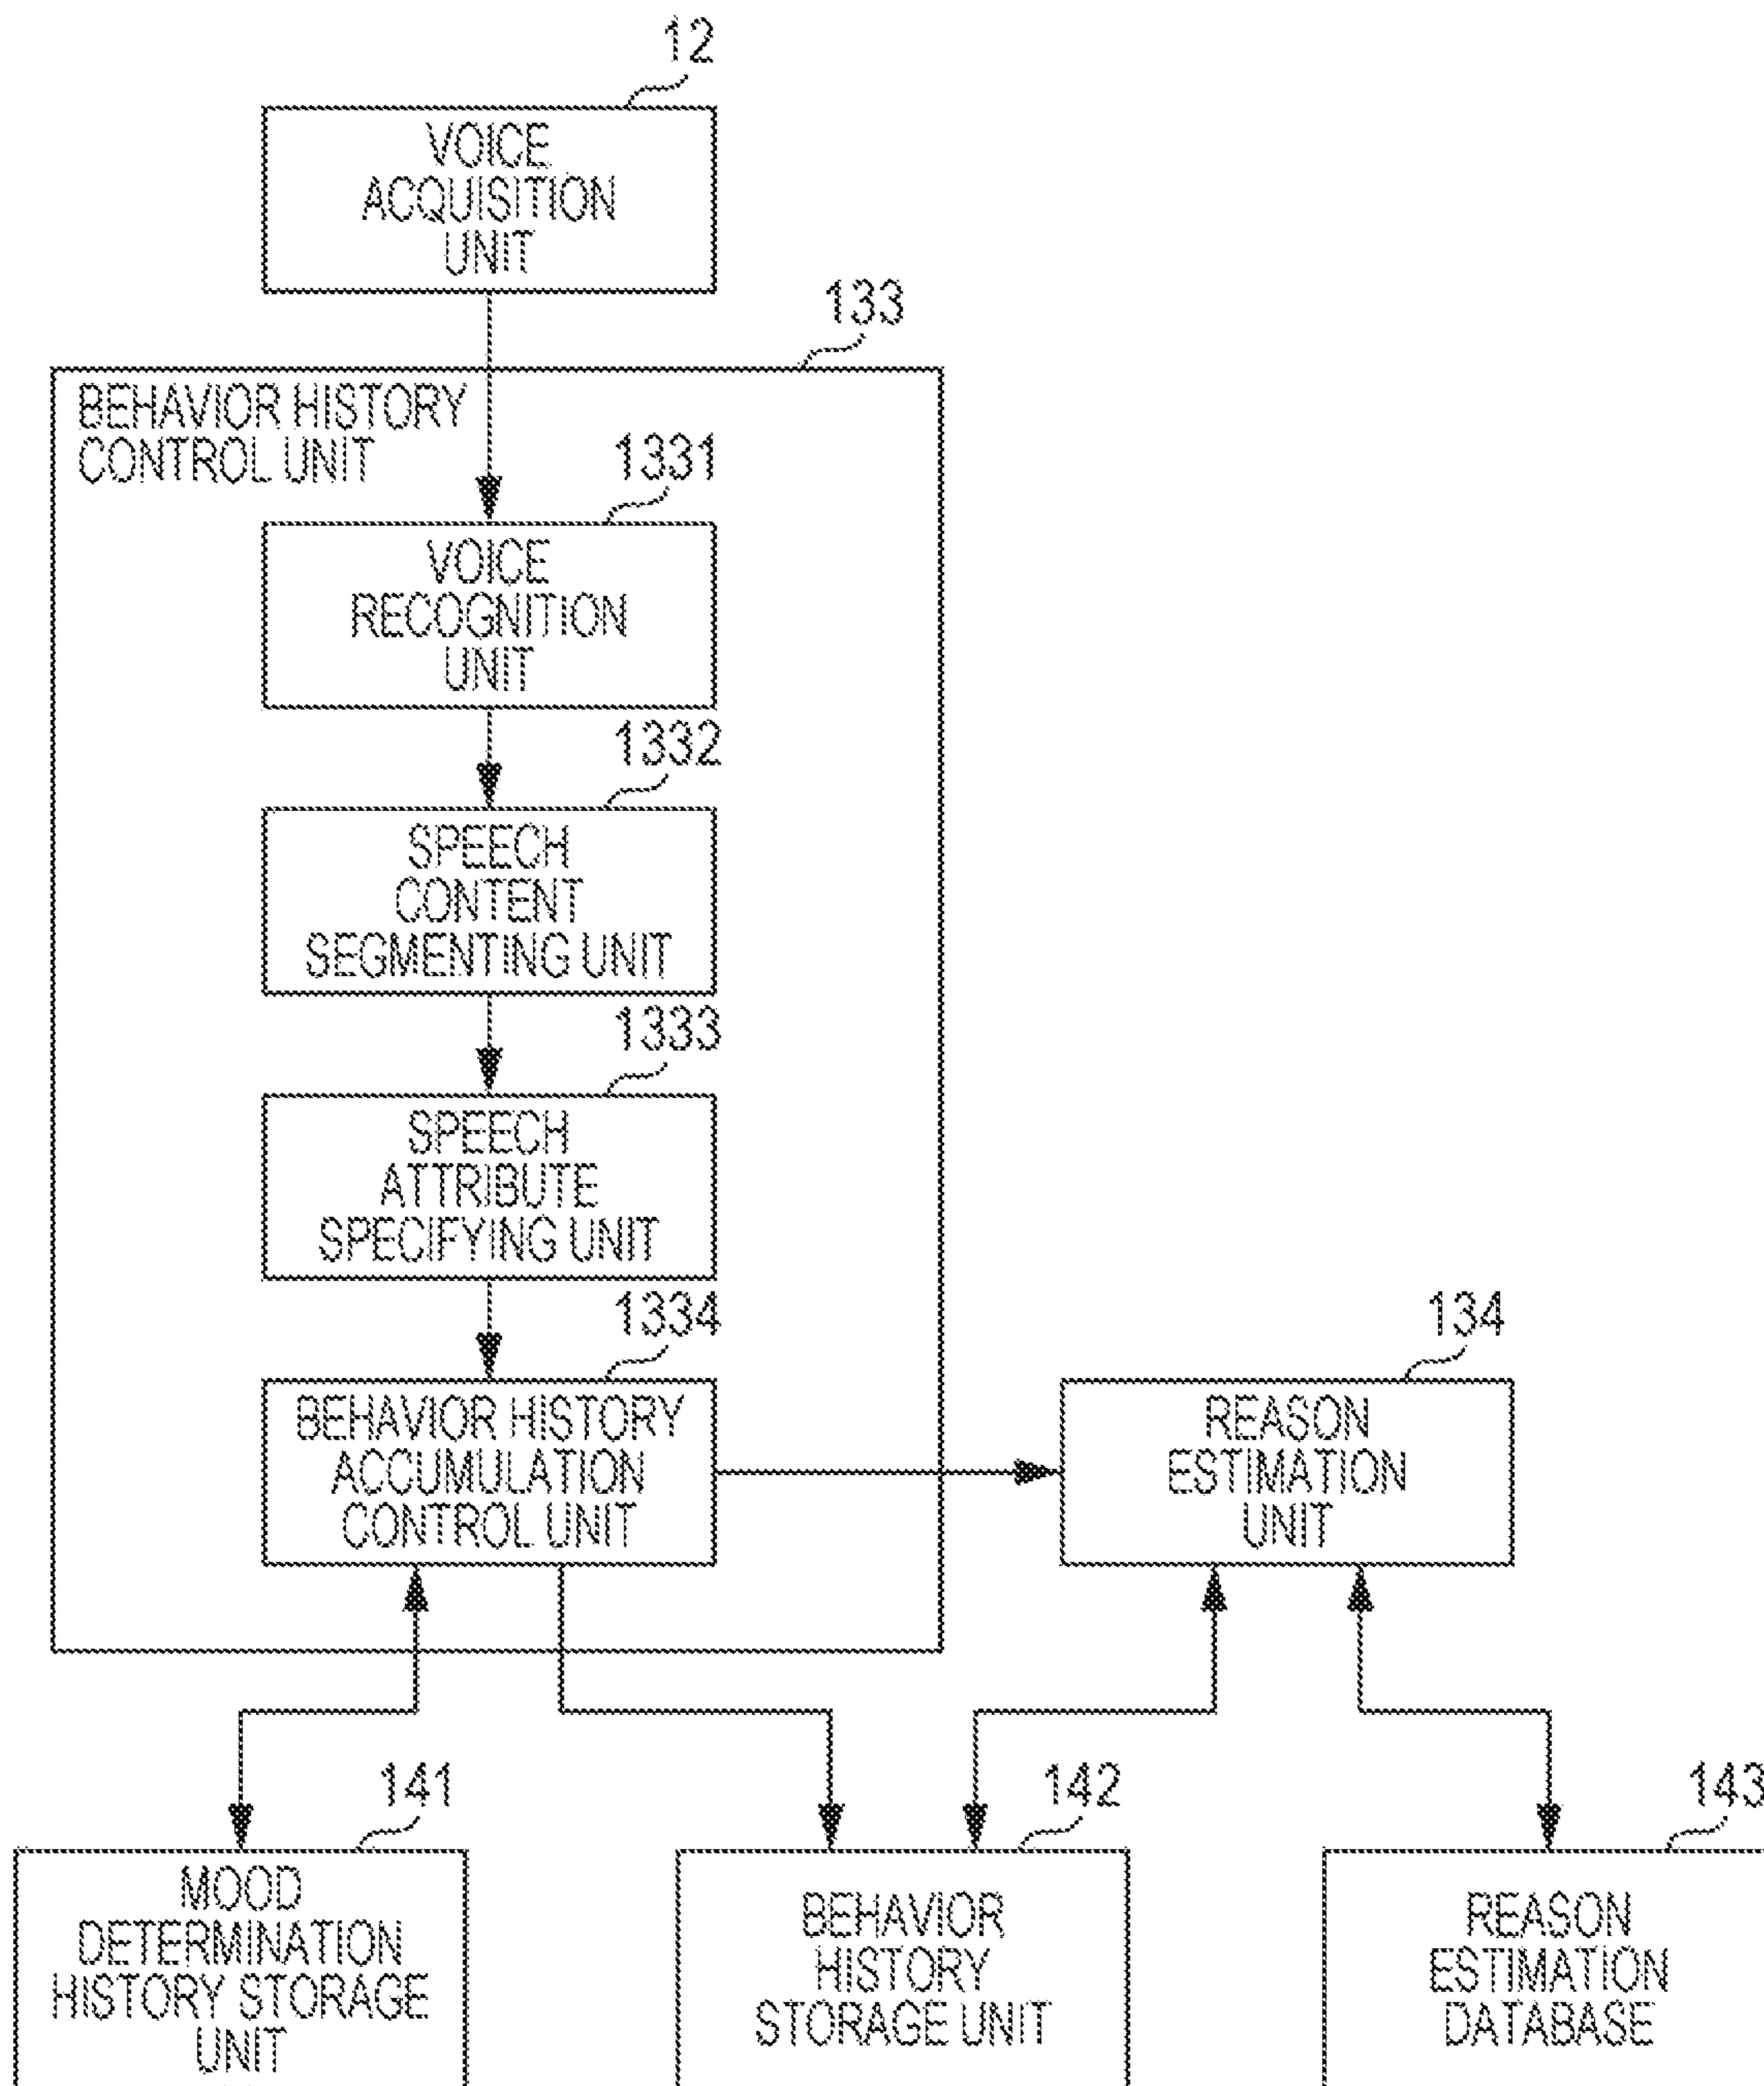 12
VOICE
ACQUISITION
UNIT
133
BEHAVIOR HISTORY
CONTROL UNIT
1331
VOICE
RECOGNITION
UNIT
1332
SPEECH
CONTENT
SEGMENTING UNIT
1333
SPEECH
ATTRIBUTE
SPECIFYING UNIT
1334
BEHAVIOR HISTORY
ACCUMULATION
CONTROL UNIT
134
REASON
ESTIMATION
UNIT
141
MOOD
DETERMINATION
HISTORY STORAGE
UNIT
142
BEHAVIOR
HISTORY
STORAGE UNIT
143
REASON
ESTIMATION
DATABASE